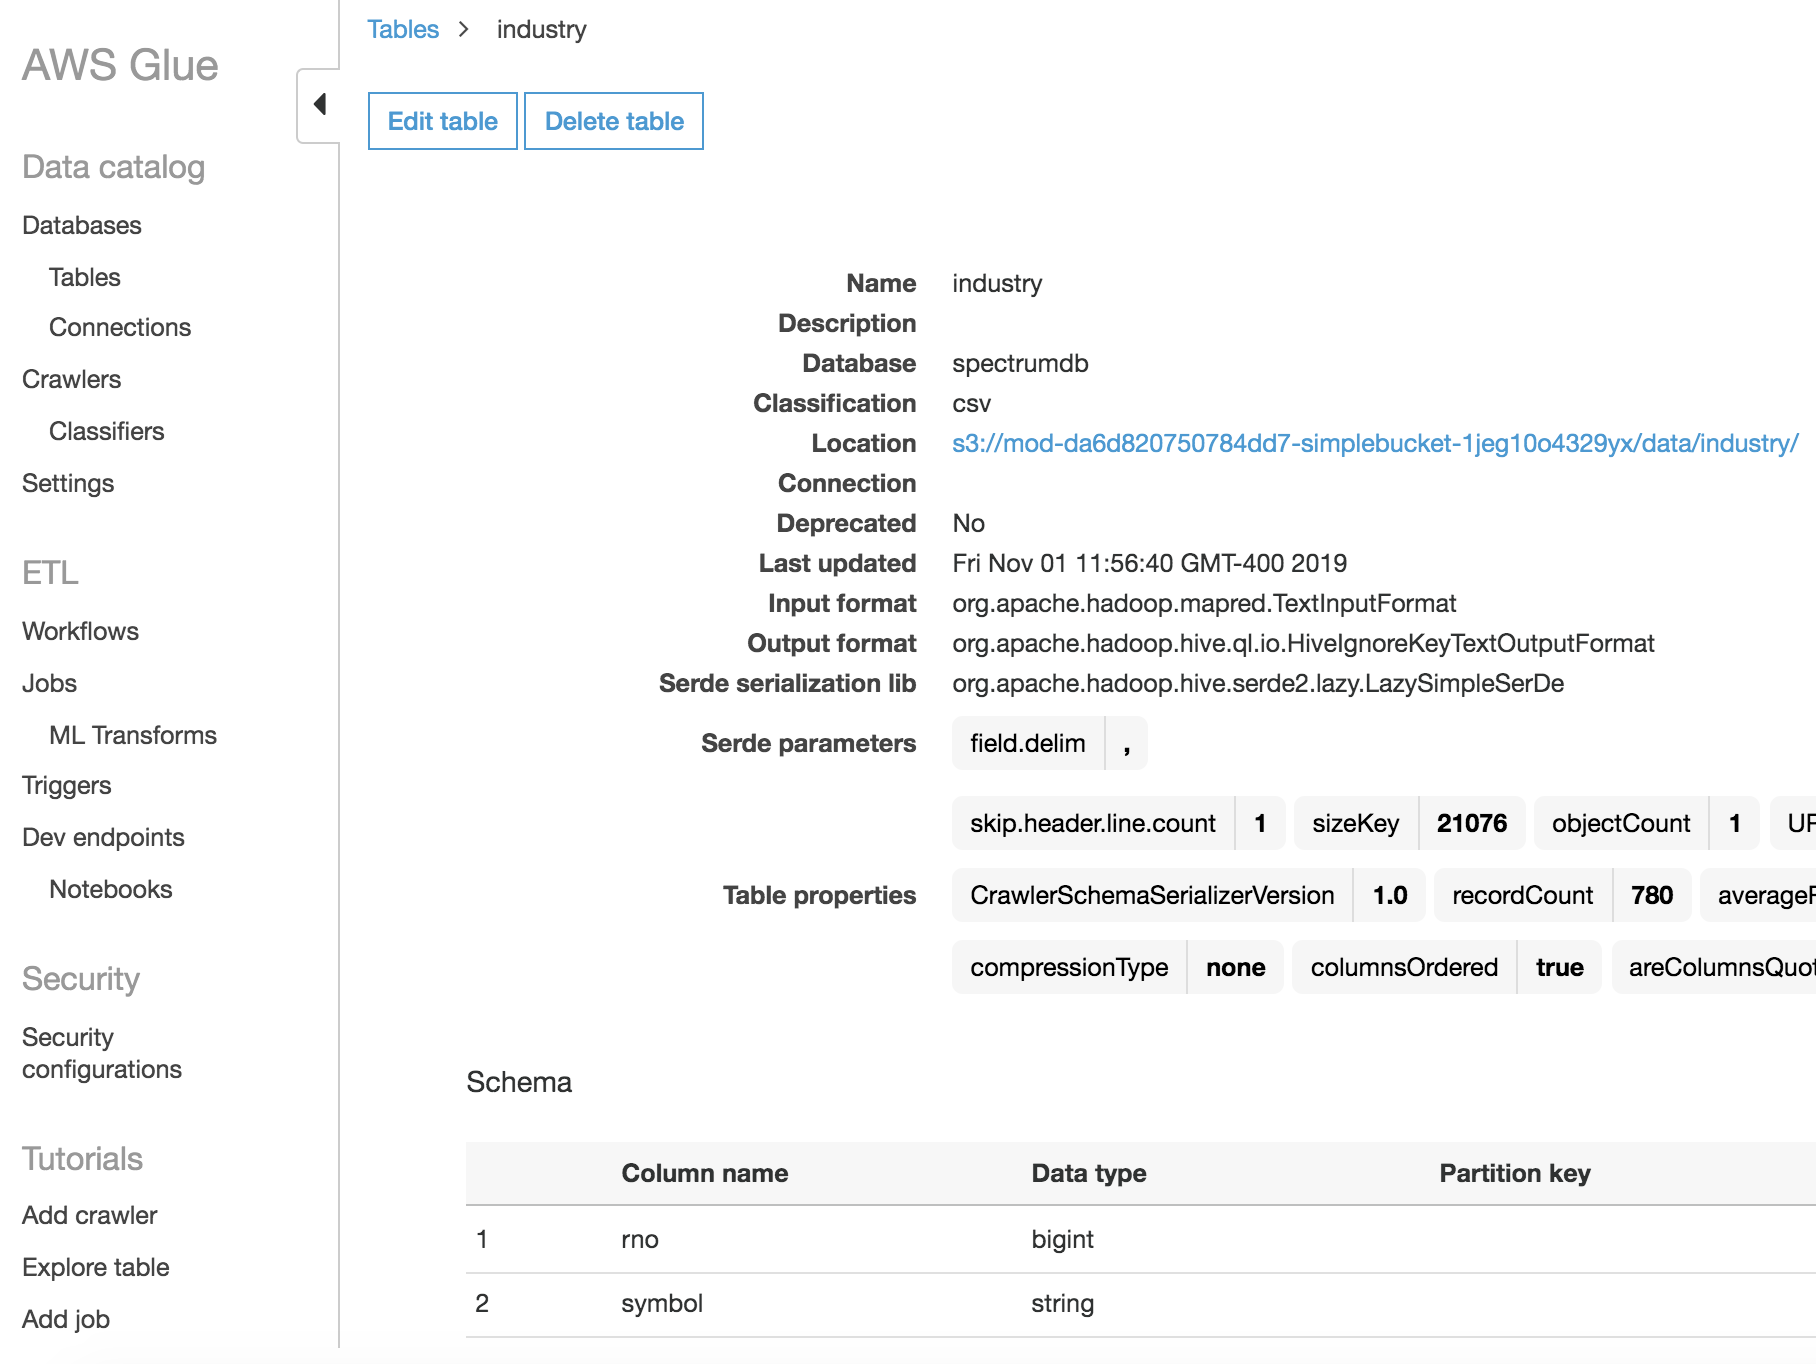 AWS Glue
Data catalog
Databases
Tables
Connections
Crawlers
Classifiers
Settings
ETL
Workflows
Jobs
ML Transforms
Triggers
Dev endpoints
Notebooks
Security
Security
configurations
Tutorials
Add crawler
Explore table
Add job
Tables > industry
Edit table Delete table
Name industry
Description
Database spectrumdb
Classification csv
Location s3://mod-da6d820750784dd7-simplebucket-1jeg10o4329yx/data/industry/
Connection
Deprecated No
Last updated Fri Nov 01 11:56:40 GMT-400 2019
Input format org.apache.hadoop.mapred.TextInputFormat
Output format org.apache.hadoop.hive.ql.io.HiveIgnoreKeyTextOutputFormat
Serde serialization lib org.apache.hadoop.hive.serde2.lazy.LazySimpleSerDe
Serde parameters field.delim ,
skip.header.line.count 1 sizeKey 21076 objectCount 1
Table properties CrawlerSchemaSerializerVersion 1.0 recordCount 780
compressionType none columnsOrdered true
Schema
Column name Data type Partition key
1 rno bigint
2 symbol string